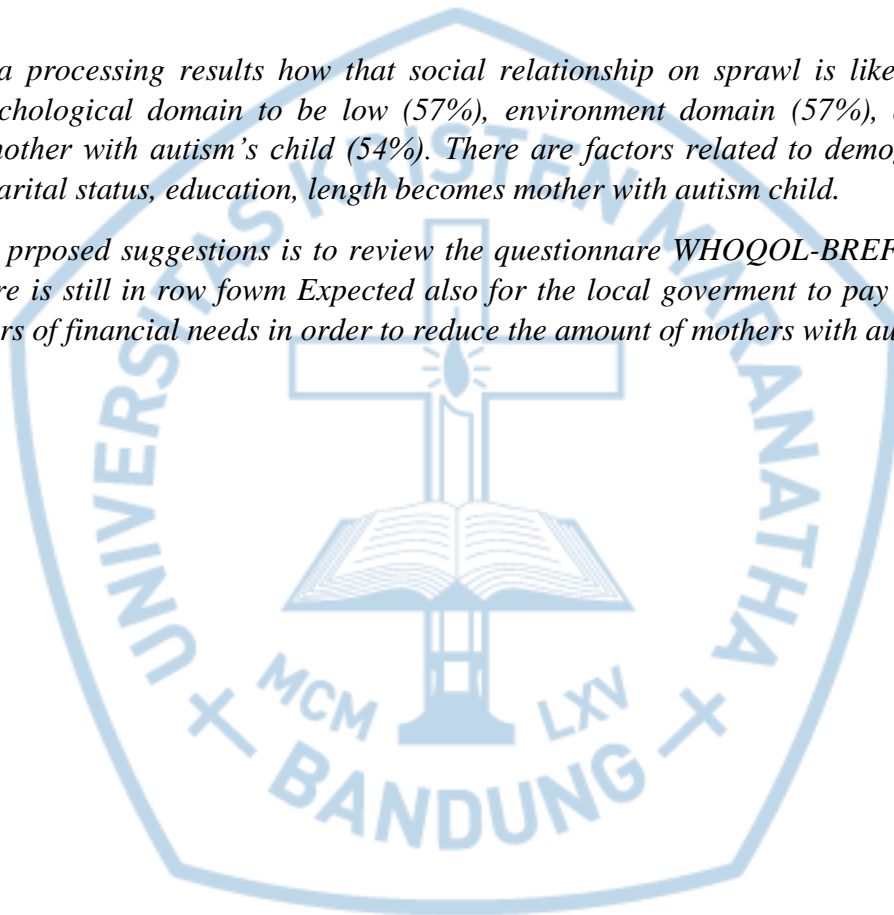 a processing results how that social relationship on sprawl is like
chological domain to be low (57%), environment domain (57%),
nother with autism's child (54%). There are factors related to demo
arital status, education, length becomes mother with autism child.
prposed suggestions is to review the questionnare WHOQOL-BREF
re is still in row fowm Expected also for the local goverment to pay
rs of financial needs in order to reduce the amount of mothers with au
UNIVERSITAS KRISTEN MARANATHA
MCM LXV
BANDUNG